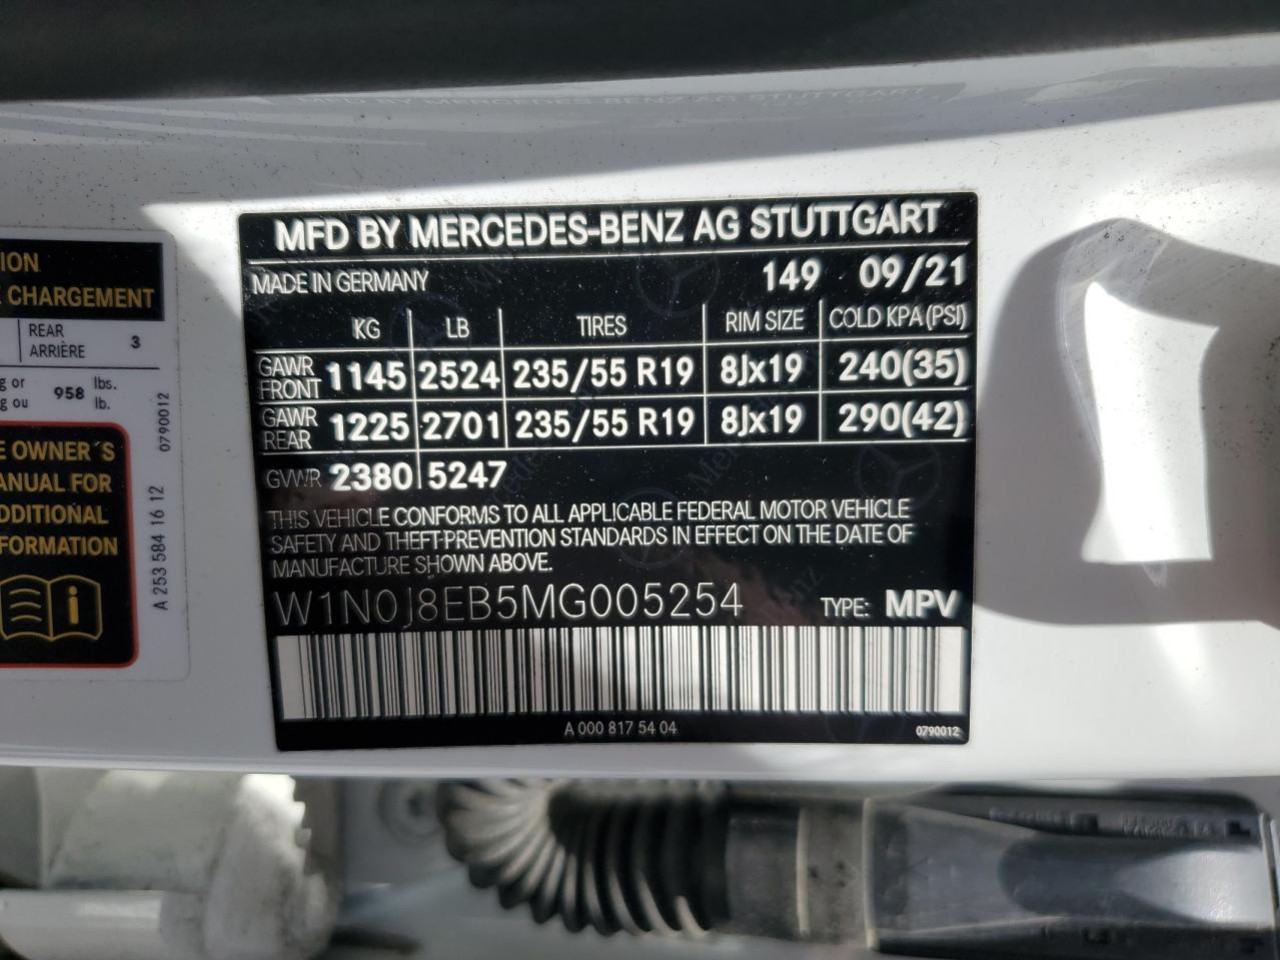 ION
E CHARGEMENT
REAR
ARRIÈRE 3
g or
g ou 958 lbs.
lb.
E OWNER´S
ANUAL FOR
DDITIONAL
FORMATION
A 253 584 16 12
0790012
MFD BY MERCEDES-BENZ AG STUTTGART
MADE IN GERMANY 149 09/21
KG LB TIRES RIM SIZE COLD KPA (PSI)
GAWR FRONT 1145 2524 235/55 R19 8Jx19 240(35)
GAWR REAR 1225 2701 235/55 R19 8Jx19 290(42)
GVWR 2380 5247
THIS VEHICLE CONFORMS TO ALL APPLICABLE FEDERAL MOTOR VEHICLE
SAFETY AND THEFT-PREVENTION STANDARDS IN EFFECT ON THE DATE OF
MANUFACTURE SHOWN ABOVE.
W1N0J8EB5MG005254 TYPE: MPV
A 000 817 54 04
0790012